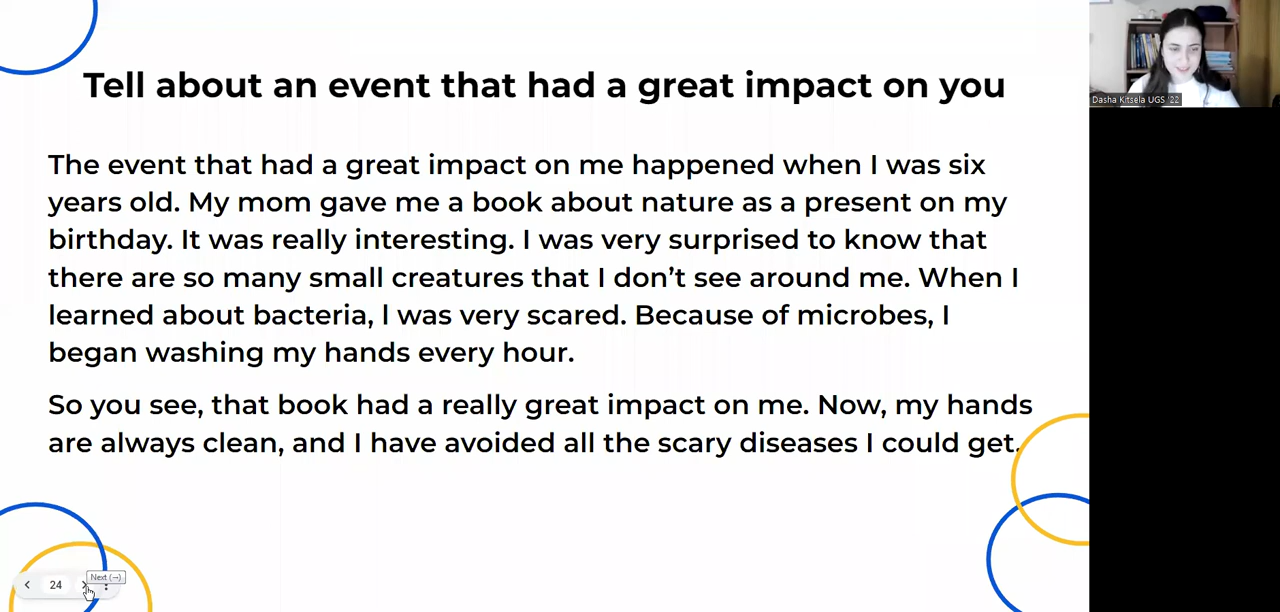 Tell about an event that had a great impact on you
The event that had a great impact on me happened when I was six
years old. My mom gave me a book about nature as a present on my
birthday. It was really interesting. I was very surprised to know that
there are so many small creatures that I don’t see around me. When I
learned about bacteria, I was very scared. Because of microbes, I
began washing my hands every hour.
So you see, that book had a really great impact on me. Now, my hands
are always clean, and I have avoided all the scary diseases I could get.
Dasha Kitsela UGS '22
Next (→)
24